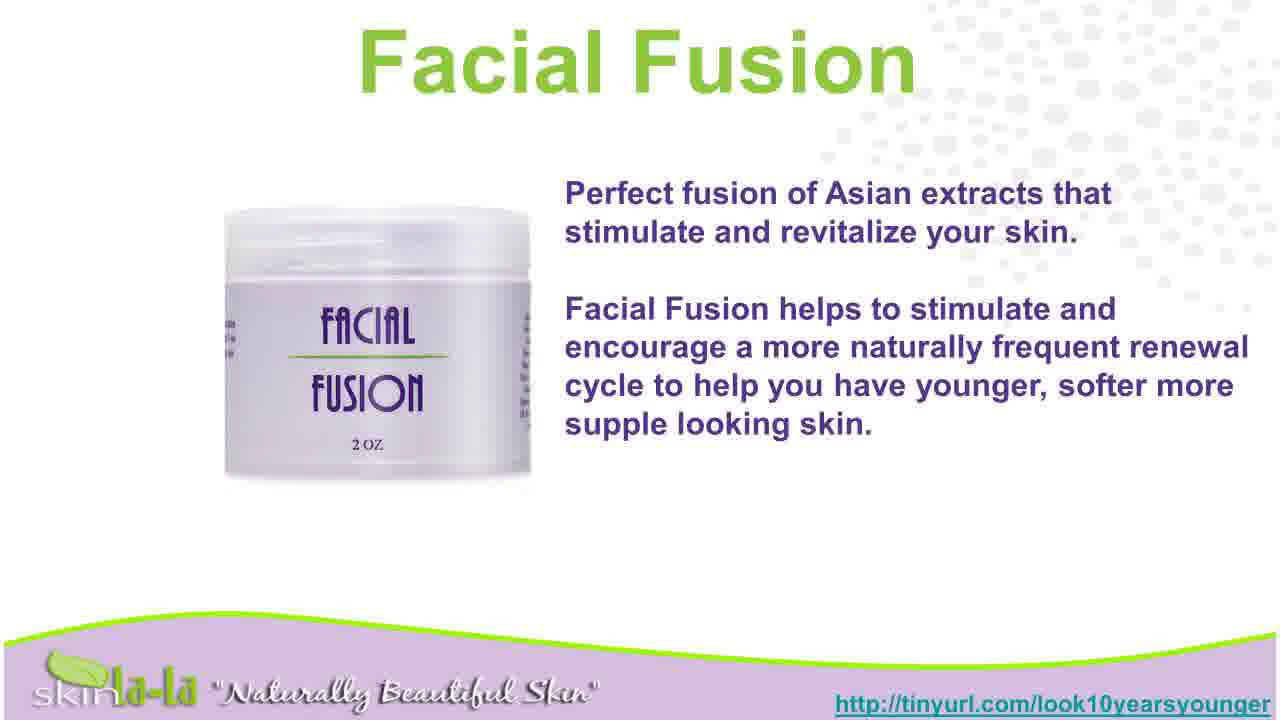 Facial Fusion
Perfect fusion of Asian extracts that
stimulate and revitalize your skin.
Facial Fusion helps to stimulate and
encourage a more naturally frequent renewal
cycle to help you have younger, softer more
supple looking skin.
FACIAL
FUSION
2 OZ
skin la-la "Naturally Beautiful Skin"
http://tinyurl.com/look10yearsyounger